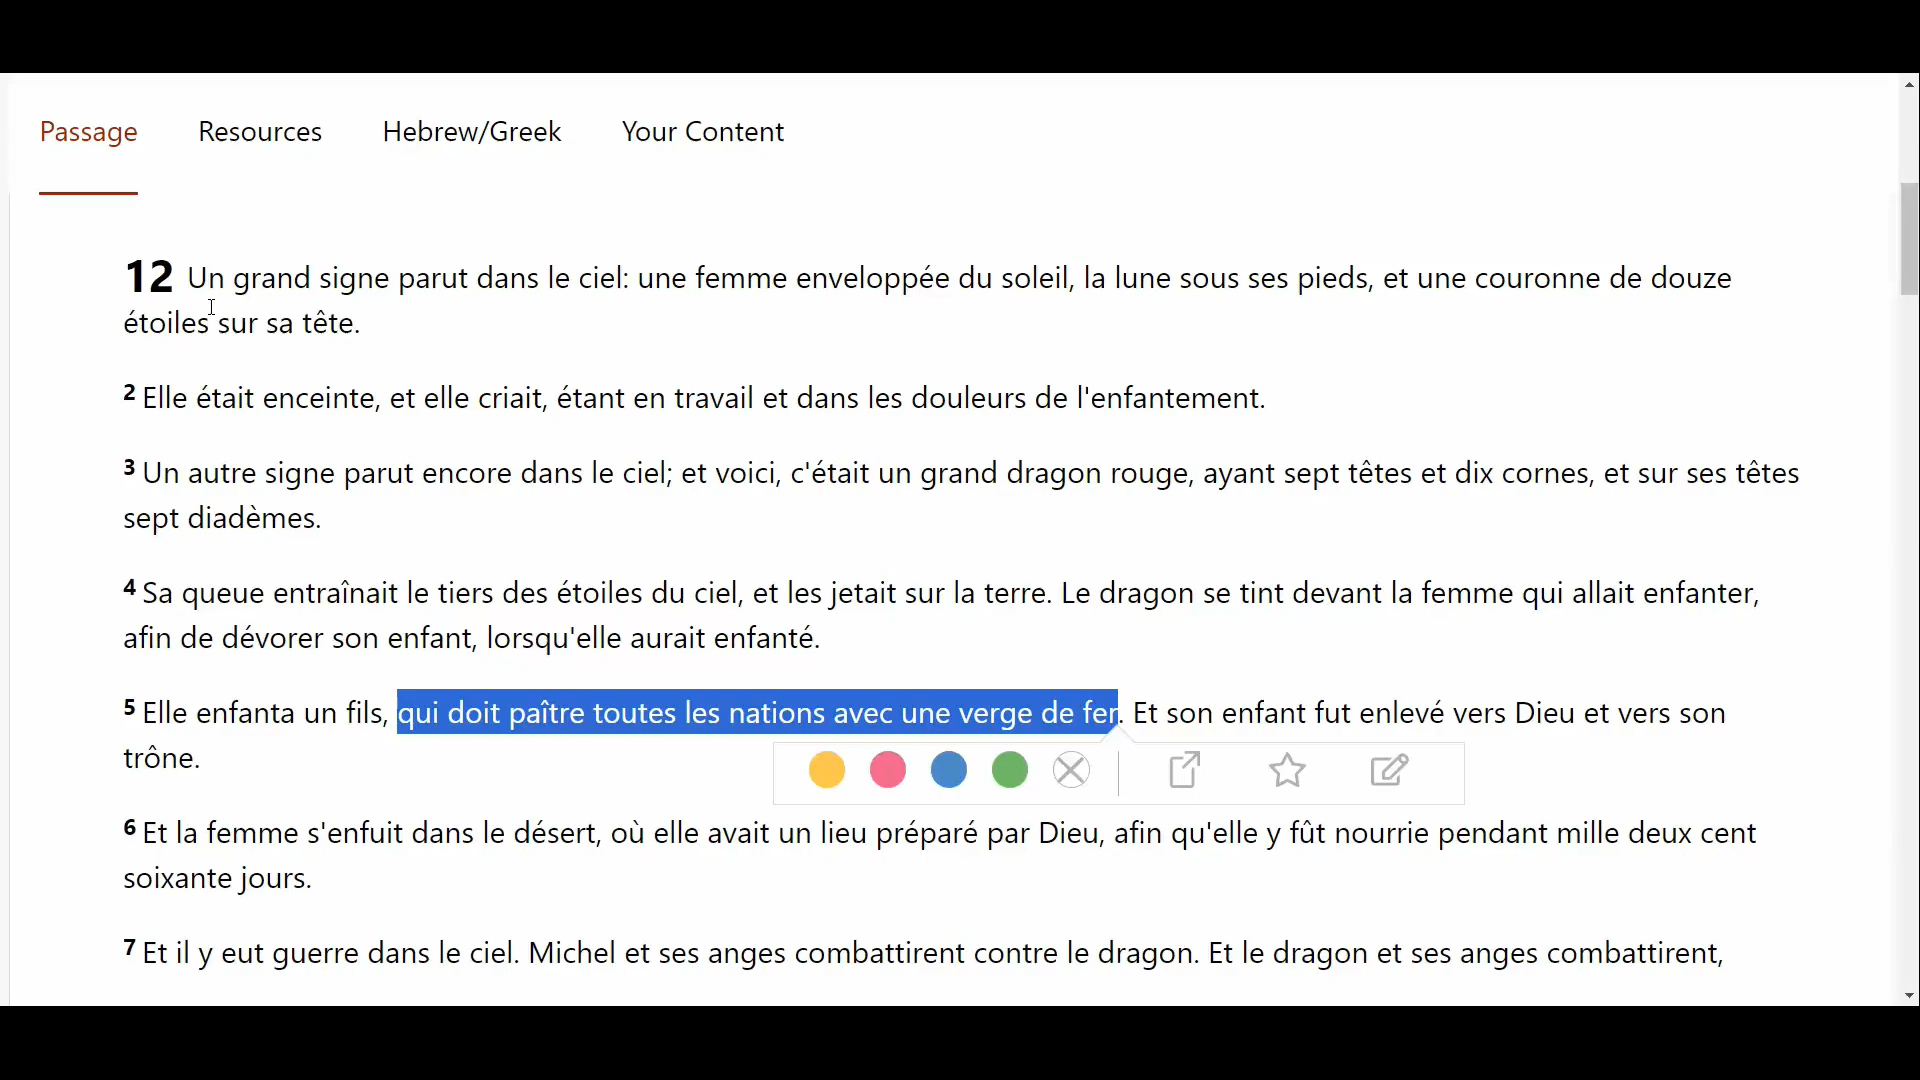 Passage Resources Hebrew/Greek Your Content
12 Un grand signe parut dans le ciel: une femme enveloppée du soleil, la lune sous ses pieds, et une couronne de douze
étoiles sur sa tête.
2 Elle était enceinte, et elle criait, étant en travail et dans les douleurs de l'enfantement.
3 Un autre signe parut encore dans le ciel; et voici, c'était un grand dragon rouge, ayant sept têtes et dix cornes, et sur ses têtes
sept diadèmes.
4 Sa queue entraînait le tiers des étoiles du ciel, et les jetait sur la terre. Le dragon se tint devant la femme qui allait enfanter,
afin de dévorer son enfant, lorsqu'elle aurait enfanté.
5 Elle enfanta un fils, qui doit paître toutes les nations avec une verge de fer. Et son enfant fut enlevé vers Dieu et vers son
trône.
6 Et la femme s'enfuit dans le désert, où elle avait un lieu préparé par Dieu, afin qu'elle y fût nourrie pendant mille deux cent
soixante jours.
7 Et il y eut guerre dans le ciel. Michel et ses anges combattirent contre le dragon. Et le dragon et ses anges combattirent,